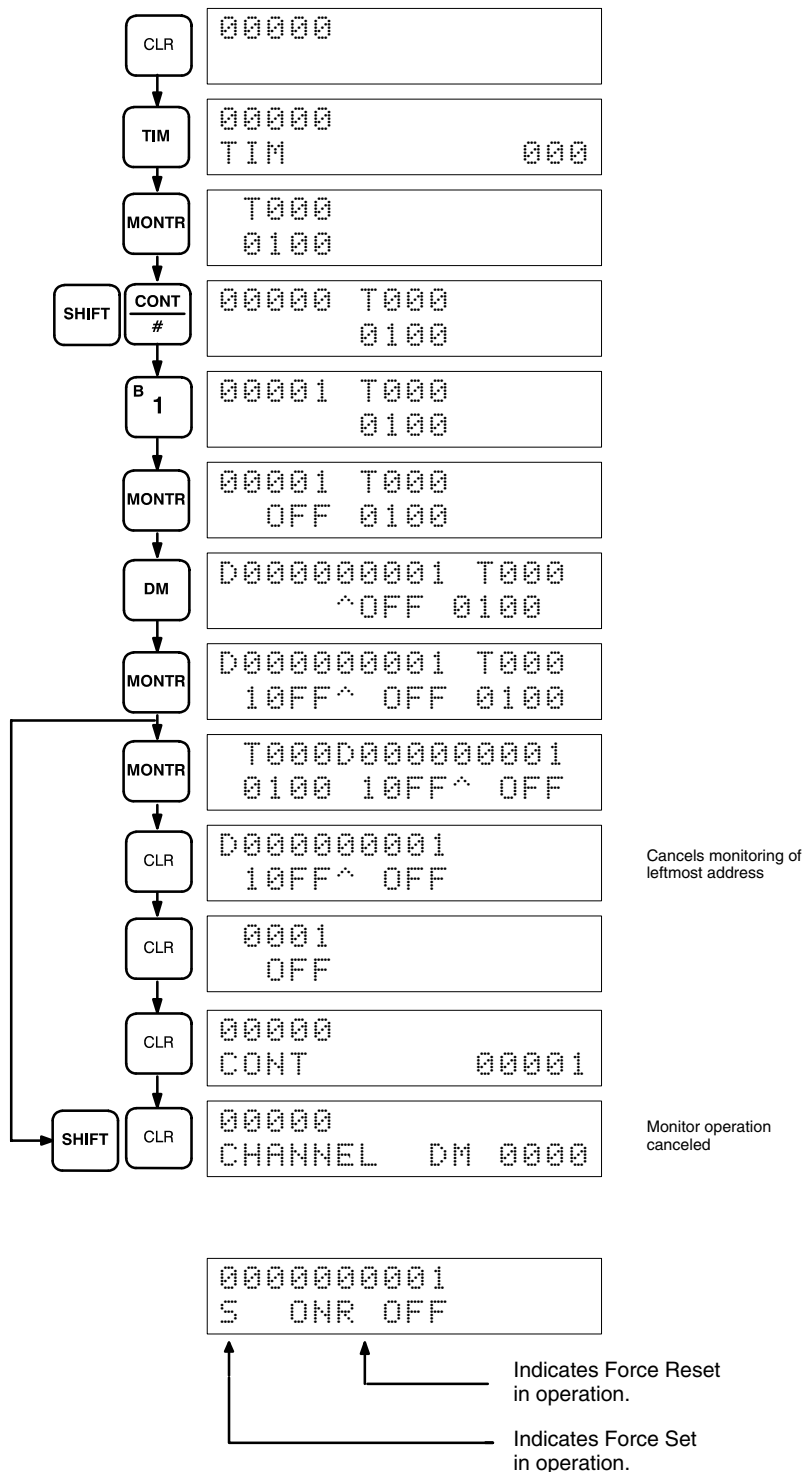 CLR
00000
TIM
00000
TIM 000
MONTR
T000
0100
SHIFT
CONT
#
00000 T000
0100
B 1
00001 T000
0100
MONTR
00001 T000
OFF 0100
DM
D000000001 T000
^OFF 0100
MONTR
D000000001 T000
10FF^ OFF 0100
MONTR
T000D000000001
0100 10FF^ OFF
CLR
D000000001
10FF^ OFF
Cancels monitoring of
leftmost address
CLR
0001
OFF
CLR
00000
CONT 00001
SHIFT
CLR
00000
CHANNEL DM 0000
Monitor operation
canceled
0000000001
S ONR OFF
Indicates Force Reset
in operation.
Indicates Force Set
in operation.